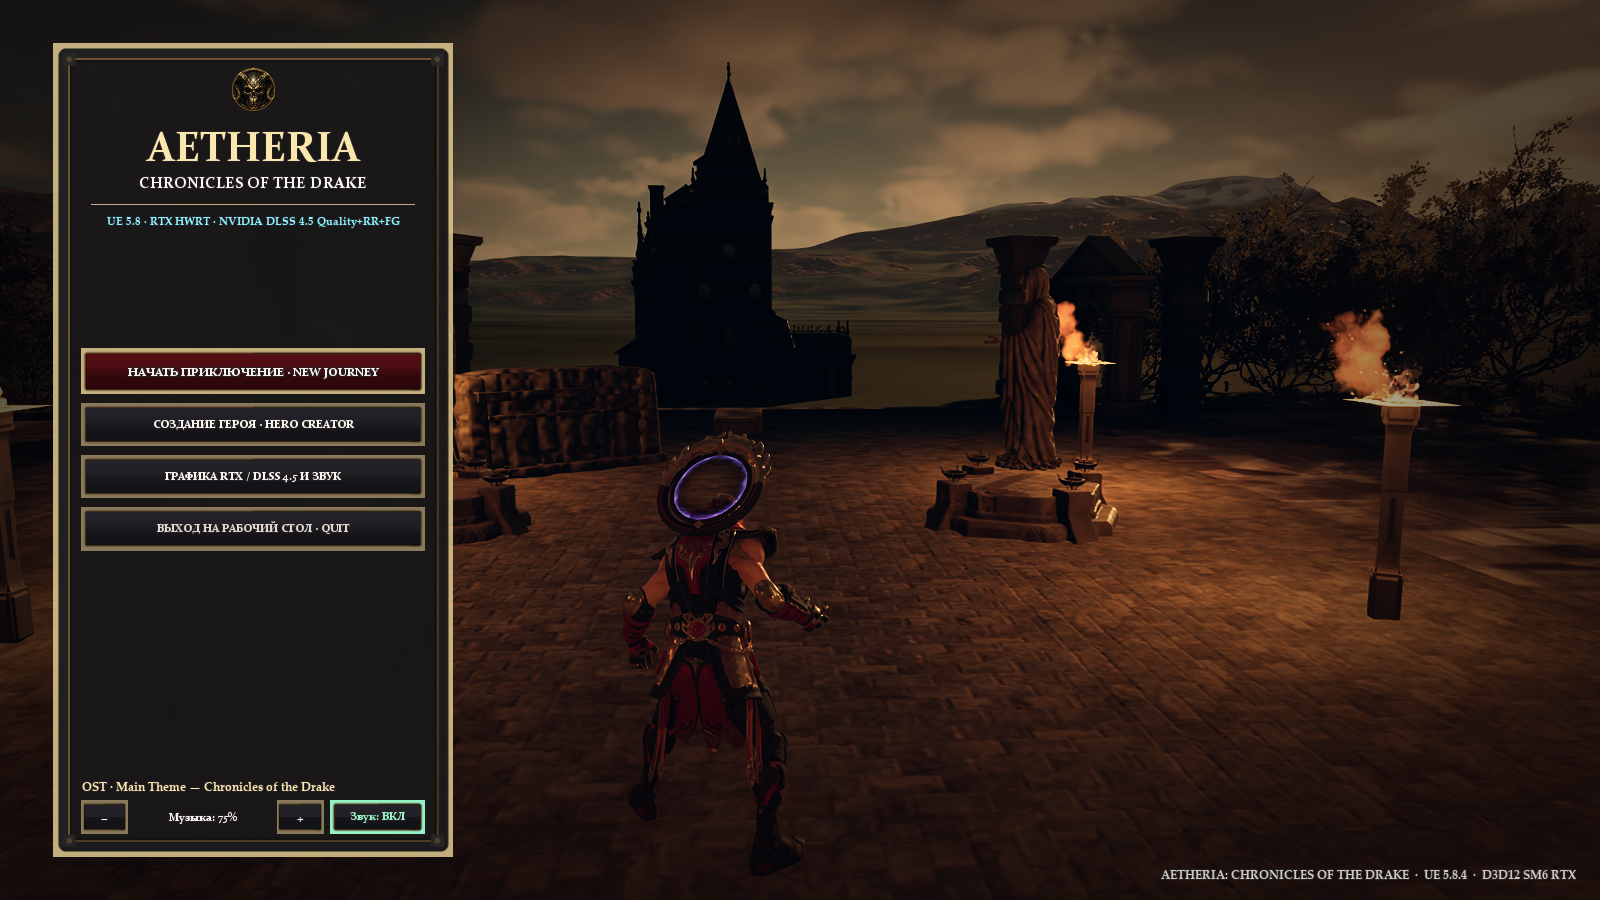 AETHERIA
CHRONICLES OF THE DRAKE
UE 5.8 · RTX HWRT · NVIDIA DLSS 4.5 Quality+RR+FG
НАЧАТЬ ПРИКЛЮЧЕНИЕ · NEW JOURNEY
СОЗДАНИЕ ГЕРОЯ · HERO CREATOR
ГРАФИКА RTX / DLSS 4.5 И ЗВУК
ВЫХОД НА РАБОЧИЙ СТОЛ · QUIT
OST · Main Theme — Chronicles of the Drake
– Музыка: 75% + Звук: ВКЛ
AETHERIA: CHRONICLES OF THE DRAKE · UE 5.8.4 · D3D12 SM6 RTX